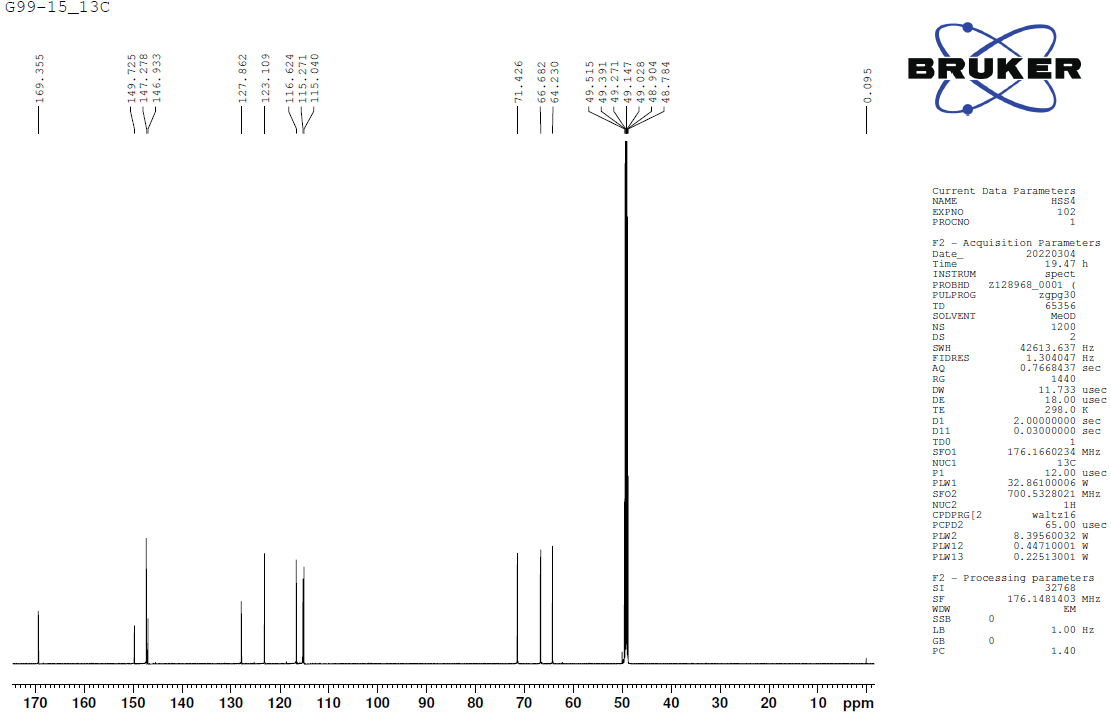 G99-15_13C
169.355
149.725
147.278
146.933
127.862
123.109
116.624
115.271
115.040
71.426
66.682
64.230
49.515
49.391
49.271
49.147
49.028
48.904
48.784
0.095
BRUKER
Current Data Parameters
NAME HSS4
EXPNO 102
PROCNO 1
F2 - Acquisition Parameters
Date_ 20220304
Time 19.47 h
INSTRUM spect
PROBHD Z128968_0001 (
PULPROG zgpg30
TD 65356
SOLVENT MeOD
NS 1200
DS 2
SWH 42613.637 Hz
FIDRES 1.304047 Hz
AQ 0.7668437 sec
RG 1440
DW 11.733 usec
DE 18.00 usec
TE 298.0 K
D1 2.00000000 sec
D11 0.03000000 sec
TD0 1
SFO1 176.1660234 MHz
NUC1 13C
P1 12.00 usec
PLW1 32.86100006 W
SFO2 700.5328021 MHz
NUC2 1H
CPDPRG[2 waltz16
PCPD2 65.00 usec
PLW2 8.39560032 W
PLW12 0.44710001 W
PLW13 0.22513001 W
F2 - Processing parameters
SI 32768
SF 176.1481403 MHz
WDW EM
SSB 0
LB 1.00 Hz
GB 0
PC 1.40
170 160 150 140 130 120 110 100 90 80 70 60 50 40 30 20 10 ppm